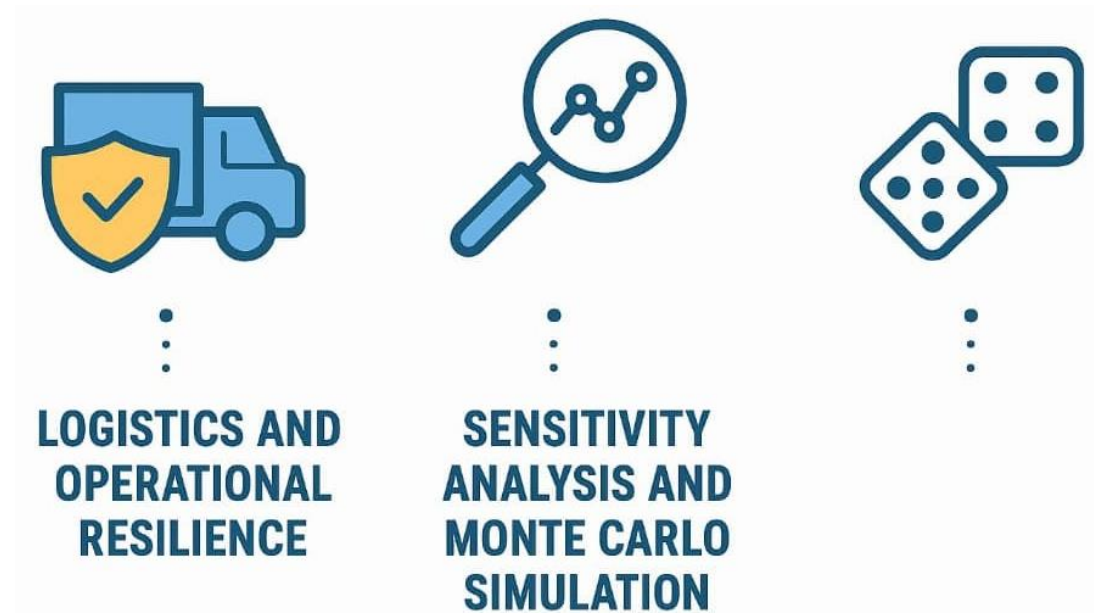 LOGISTICS AND
OPERATIONAL
RESILIENCE
SENSITIVITY
ANALYSIS AND
MONTE CARLO
SIMULATION